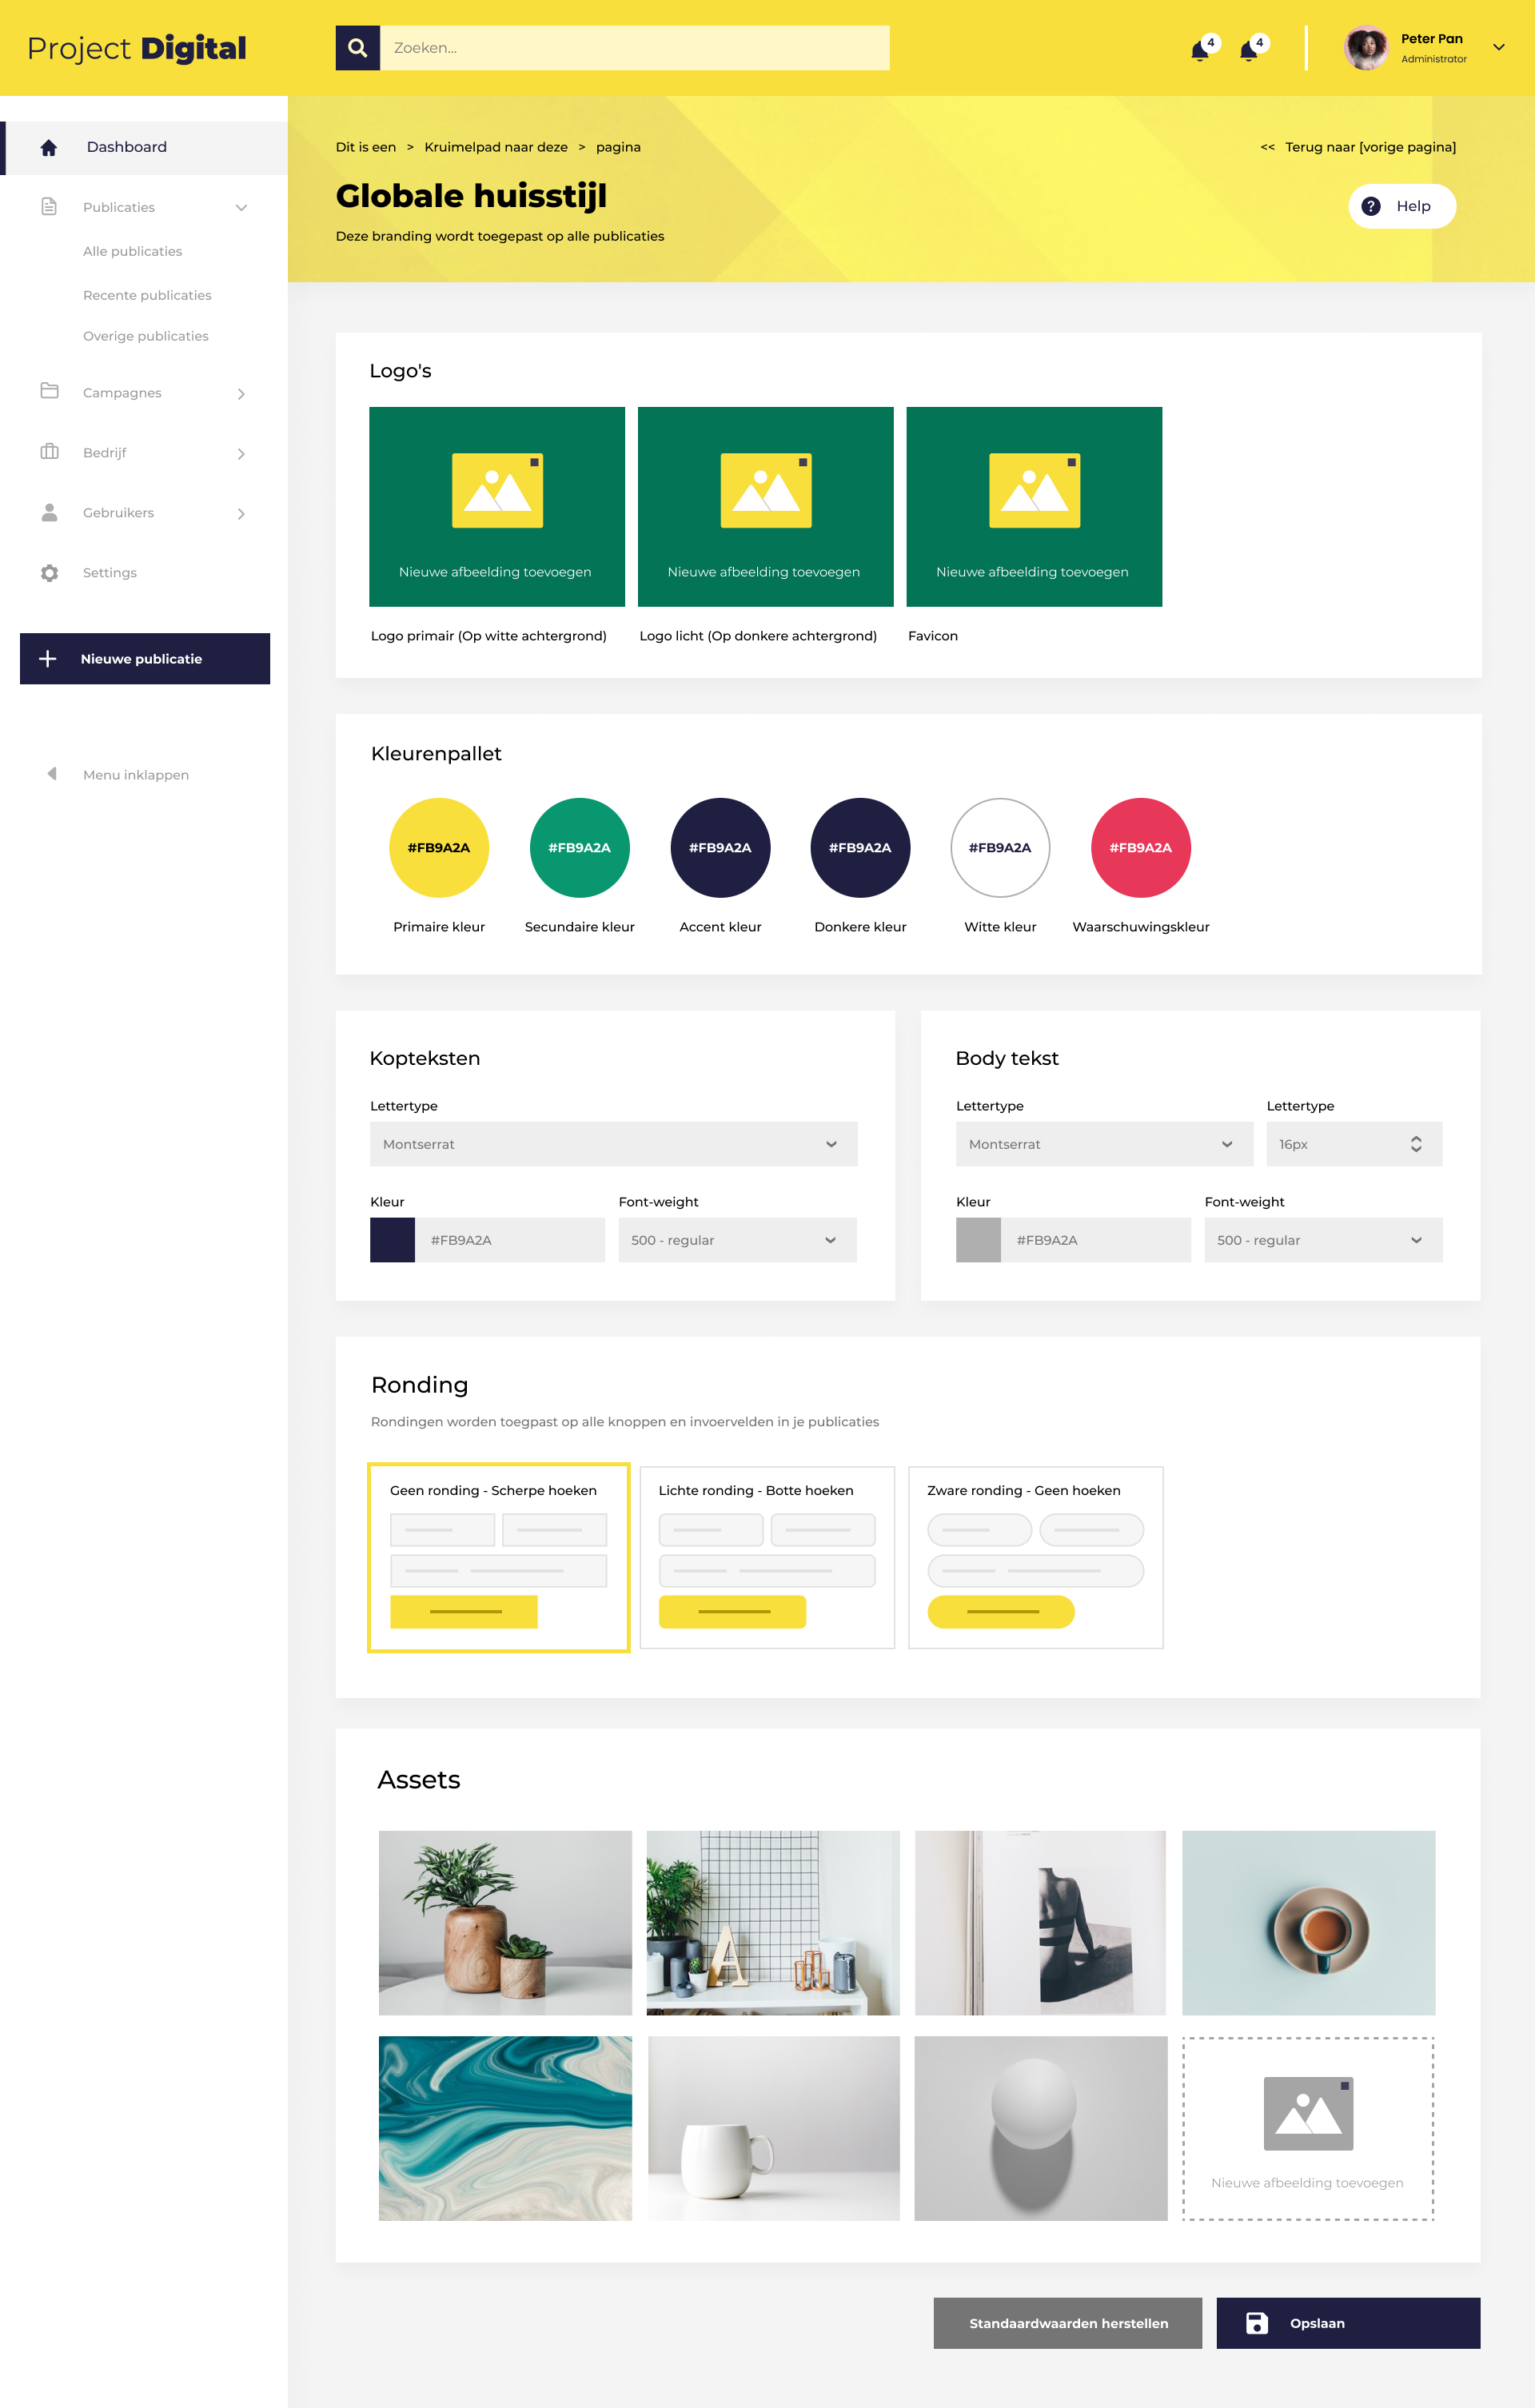 Project Digital
Zoeken...
4
4
Peter Pan
Administrator
Dashboard
Publicaties
Alle publicaties
Recente publicaties
Overige publicaties
Campagnes
Bedrijf
Gebruikers
Settings
Nieuwe publicatie
Menu inklappen
Dit is een > Kruimelpad naar deze > pagina
<< Terug naar [vorige pagina]
Globale huisstijl
Help
Deze branding wordt toegepast op alle publicaties
Logo's
Nieuwe afbeelding toevoegen
Nieuwe afbeelding toevoegen
Nieuwe afbeelding toevoegen
Logo primair (Op witte achtergrond)
Logo licht (Op donkere achtergrond)
Favicon
Kleurenpallet
#FB9A2A
#FB9A2A
#FB9A2A
#FB9A2A
#FB9A2A
#FB9A2A
Primaire kleur
Secundaire kleur
Accent kleur
Donkere kleur
Witte kleur
Waarschuwingskleur
Kopteksten
Lettertype
Montserrat
Kleur
Font-weight
#FB9A2A
500 - regular
Body tekst
Lettertype
Lettertype
Montserrat
16px
Kleur
Font-weight
#FB9A2A
500 - regular
Ronding
Rondingen worden toegpast op alle knoppen en invoervelden in je publicaties
Geen ronding - Scherpe hoeken
Lichte ronding - Botte hoeken
Zware ronding - Geen hoeken
Assets
A
Nieuwe afbeelding toevoegen
Standaardwaarden herstellen
Opslaan